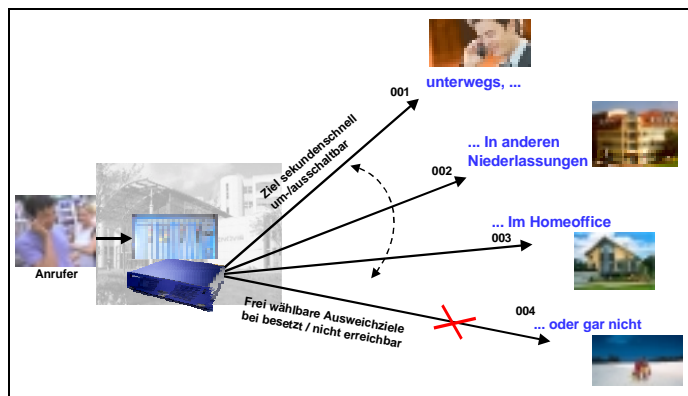 001
unterwegs, ...
Ziel sekundenschnell
um-/ausschaltbar
002
... In anderen
Niederlassungen
... Im Homeoffice
003
Anrufer
Frei wählbare Ausweichziele
bei besetzt / nicht erreichbar
004
... oder gar nicht